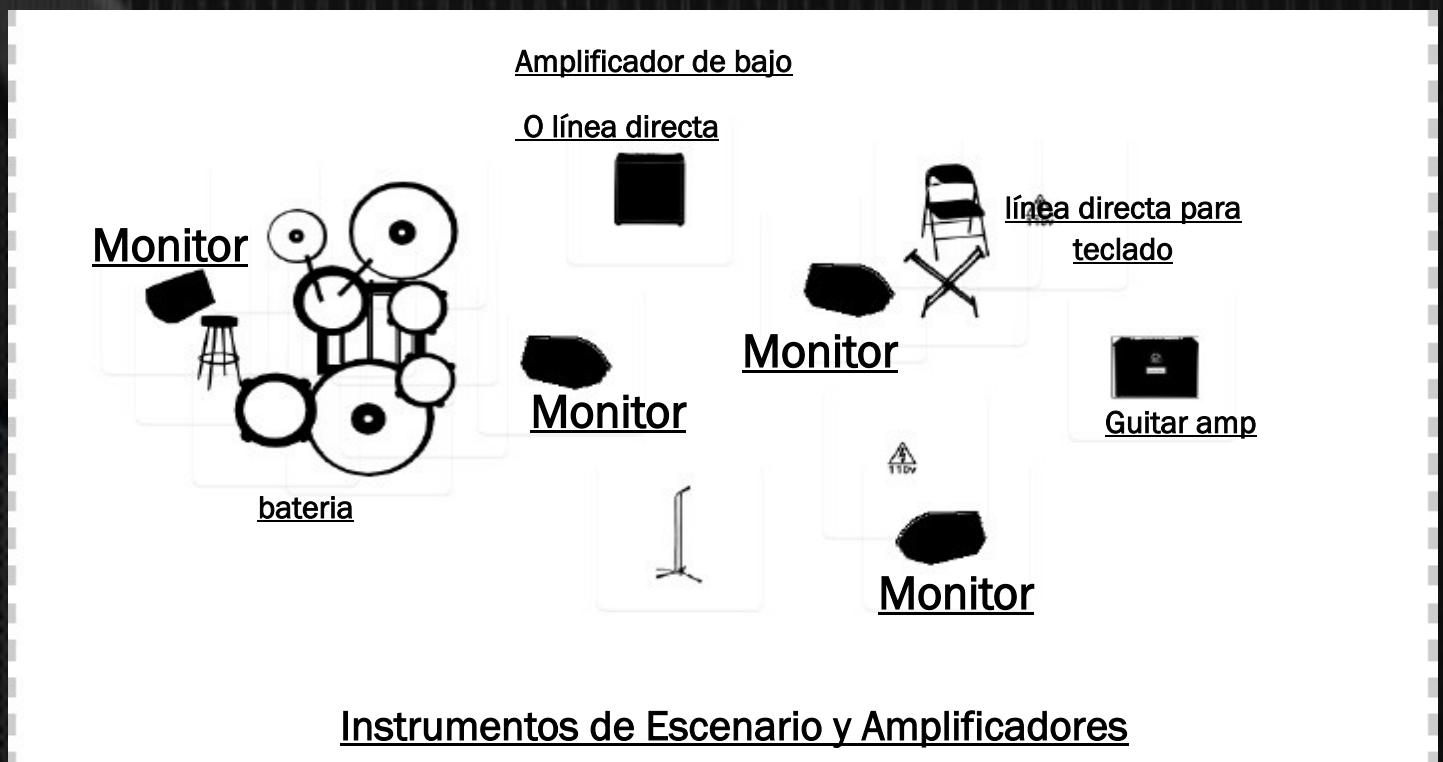 Amplificador de bajo
O línea directa
línea directa para
teclado
Monitor
Monitor
Monitor
Guitar amp
110v
bateria
Monitor
Instrumentos de Escenario y Amplificadores